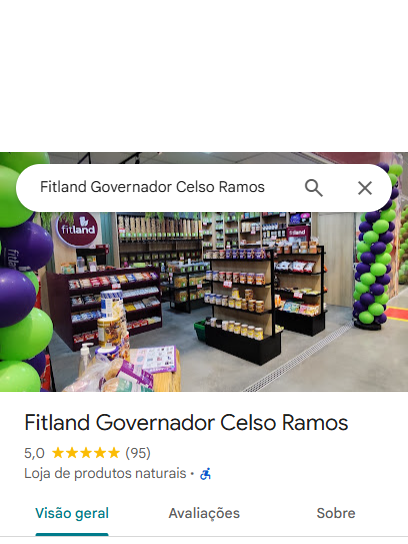 Fitland Governador Celso Ramos
fitland
fitland
Fitland Governador Celso Ramos
5,0 (95)
Loja de produtos naturais •
Visão geral
Avaliações
Sobre